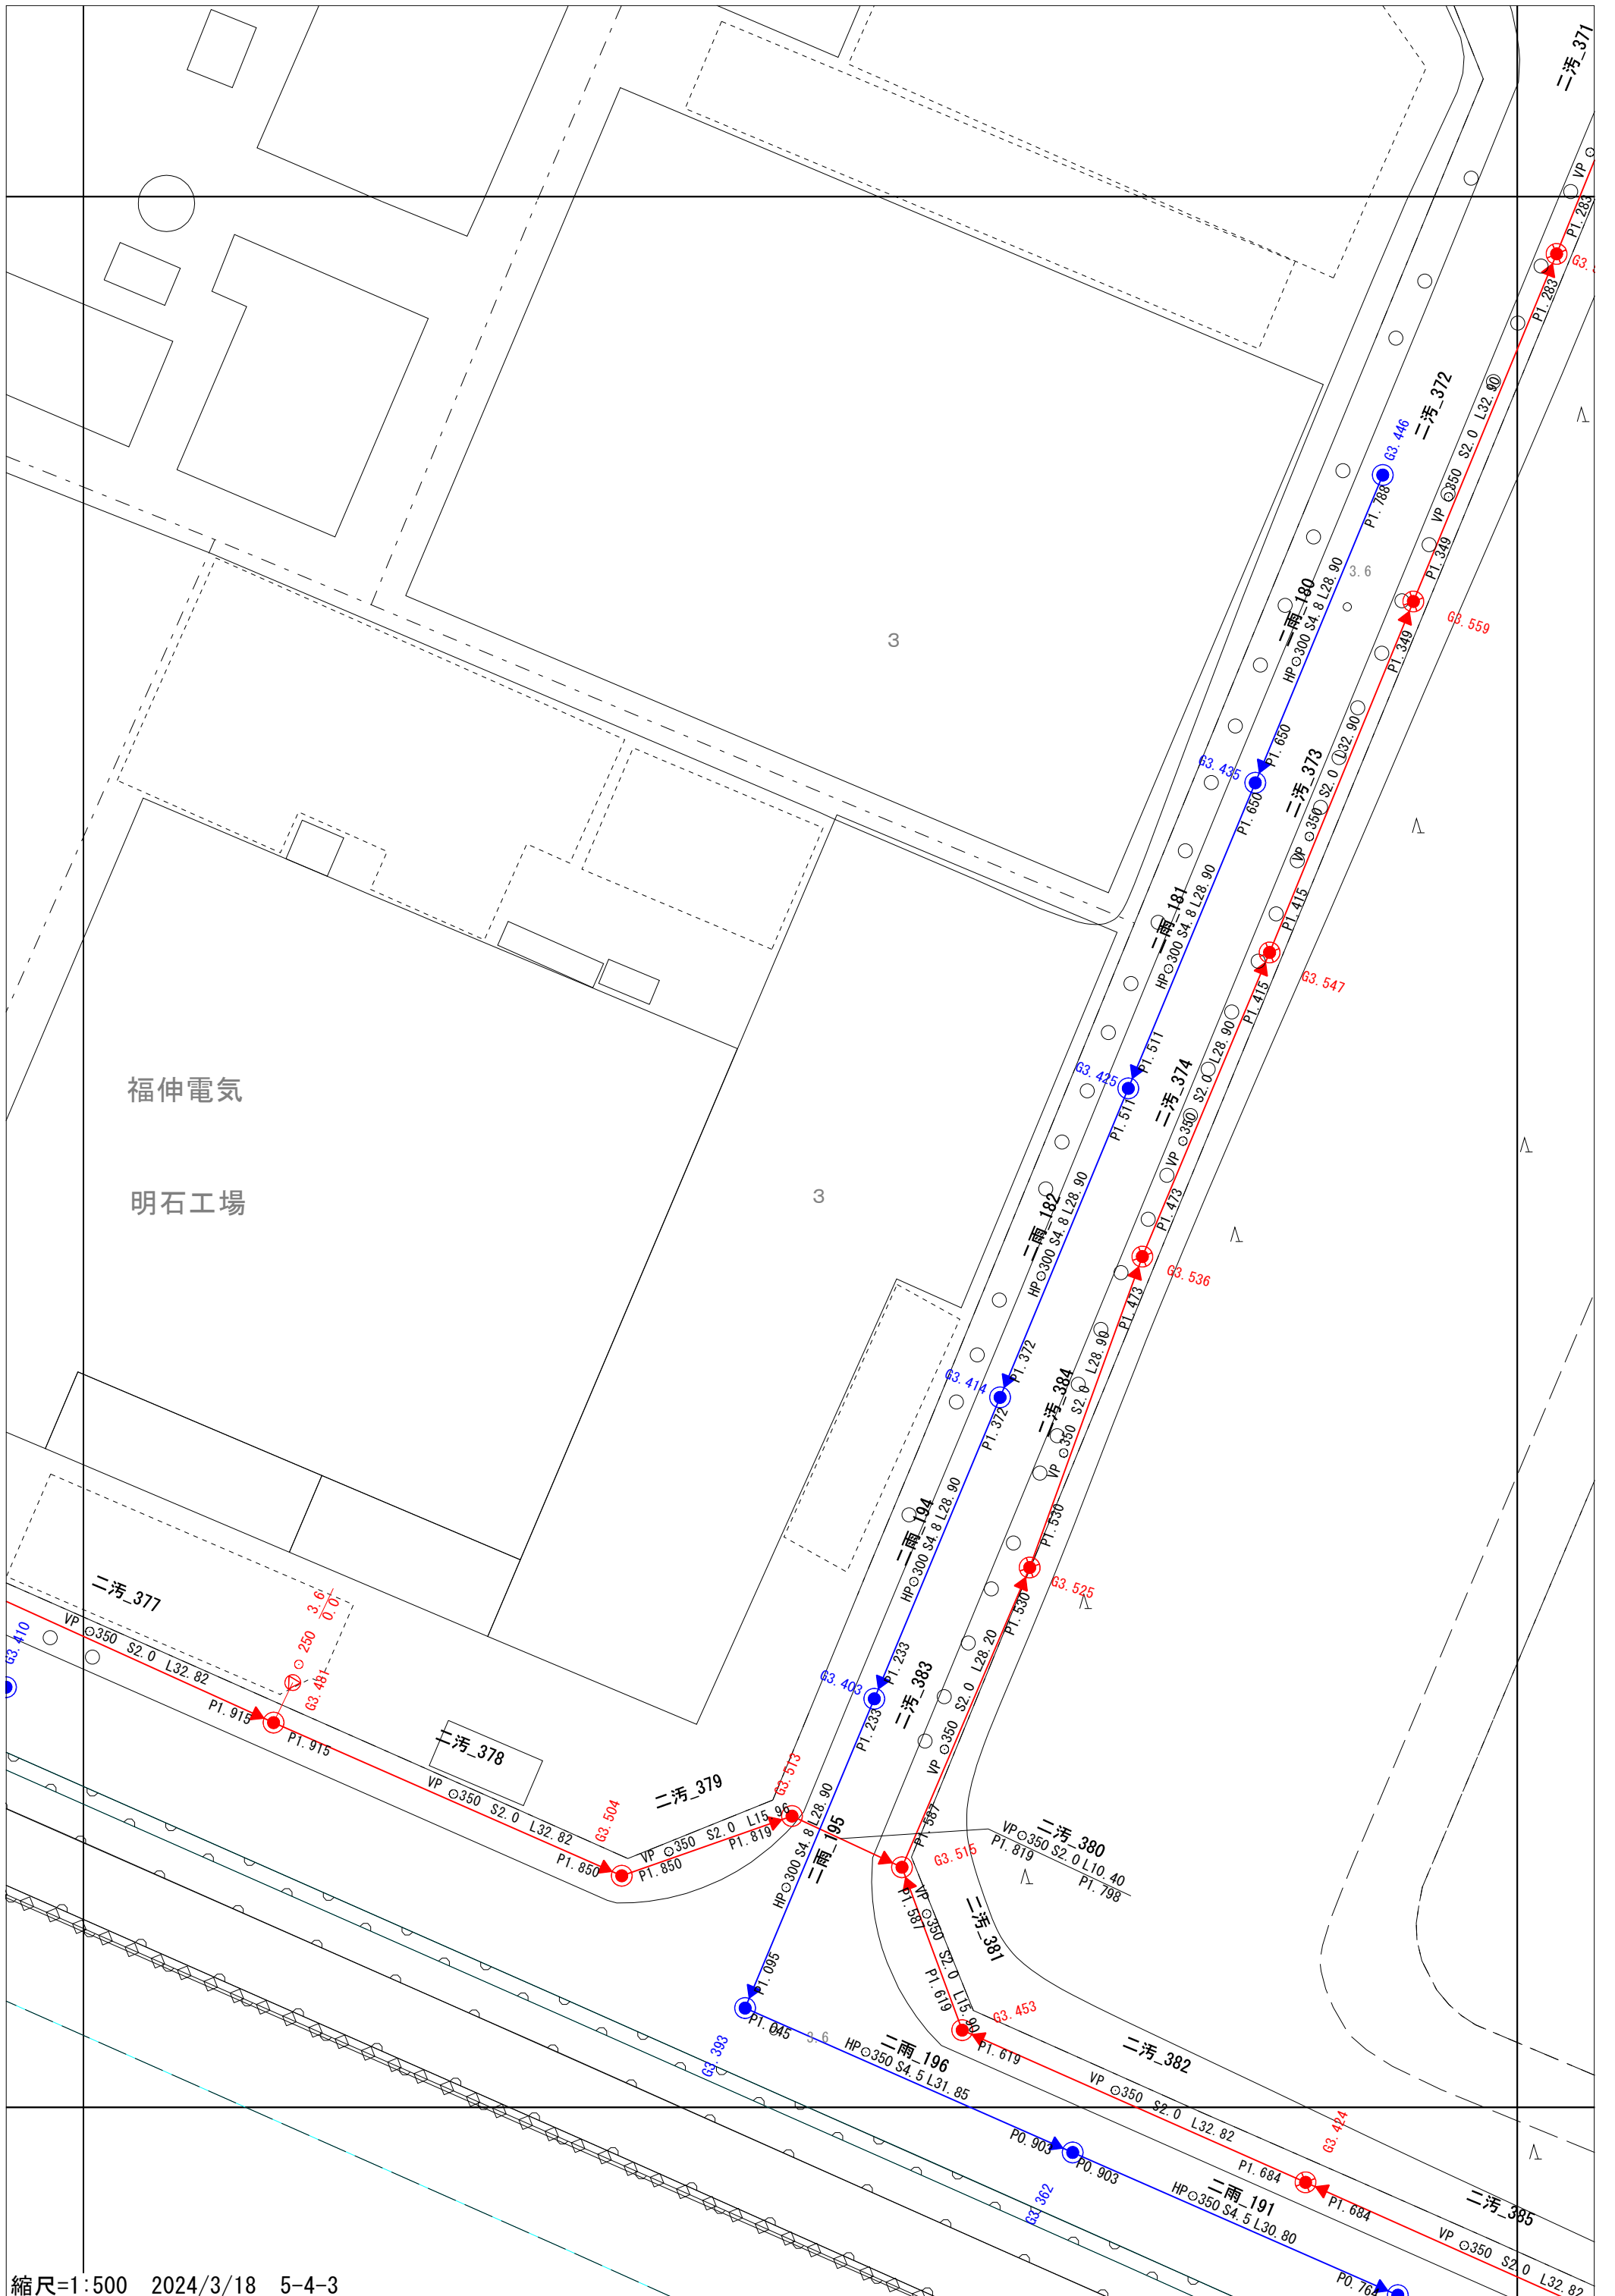 二汚_371
VP
P1.283
G3.
P1.283
二汚_372
VP ⊙350 S2.0 L32.90
G3.446
P1.788
P1.349
3.6
G3.559
P1.349
二雨_180
HP⊙300 S4.8 L28.90
3
P1.650
G3.435
P1.650
二汚_373
VP ⊙350 S2.0 L32.90
P1.415
二雨_181
HP⊙300 S4.8 L28.90
G3.547
P1.415
P1.511
G3.425
P1.511
二汚_374
VP ⊙350 S2.0 L28.90
福伸電気
明石工場
3
P1.473
二雨_182
HP⊙300 S4.8 L28.90
G3.536
P1.473
P1.372
G3.414
P1.372
二汚_384
VP ⊙350 S2.0 L28.90
P1.530
二雨_194
HP⊙300 S4.8 L28.90
G3.525
P1.530
二汚_377
VP ⊙350 S2.0 L32.82
3.6
0.0
⊙ 250
G3.410
G3.481
P1.915
P1.915
P1.233
G3.403
P1.233
二汚_383
VP ⊙350 S2.0 L28.20
二汚_378
VP ⊙350 S2.0 L32.82
二汚_379
VP ⊙350 S2.0 L15.96
G3.504
G3.513
P1.850
P1.850
P1.819
二雨_195
HP⊙300 S4.8 L28.90
P1.587
G3.515
二汚_380
VP⊙350 S2.0 L10.40
P1.819
P1.798
P1.587
二汚_381
VP ⊙350 S2.0 L15.90
P1.619
P1.095
P1.045
3.6
G3.393
G3.453
P1.619
二雨_196
HP⊙350 S4.5 L31.85
二汚_382
VP ⊙350 S2.0 L32.82
P0.903
P0.903
G3.362
G3.424
P1.684
P1.684
二雨_191
HP⊙350 S4.5 L30.80
二汚_385
VP ⊙350 S2.0 L32.82
P0.764
縮尺=1:500 2024/3/18 5-4-3